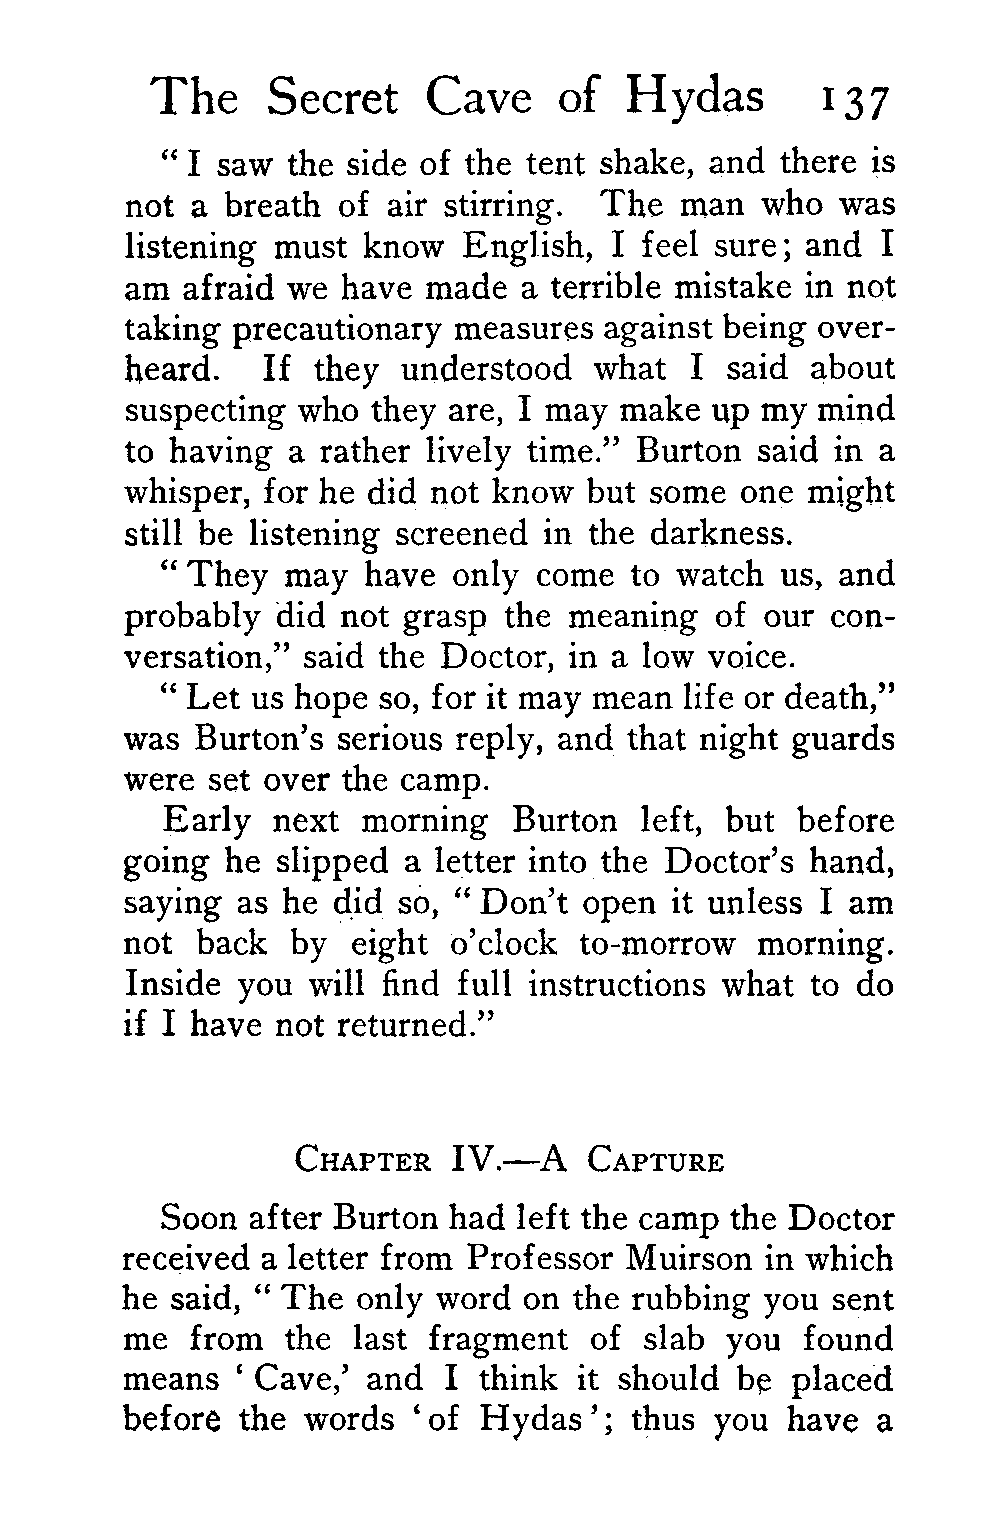 The Secret Cave of Hydas 137
“ I saw the side of the tent shake, and there is
not a breath of air stirring. The man who was
listening must know English, I feel sure; and I
am afraid we have made a terrible mistake in not
taking precautionary measures against being over-
heard. If they understood what I said about
suspecting who they are, I may make up my mind
to having a rather lively time.” Burton said in a
whisper, for he did not know but some one might
still be listening screened in the darkness.
“ They may have only come to watch us, and
probably did not grasp the meaning of our con-
versation,” said the Doctor, in a low voice.
“ Let us hope so, for it may mean life or death,”
was Burton’s serious reply, and that night guards
were set over the camp.
Early next morning Burton left, but before
going he slipped a letter into the Doctor’s hand,
saying as he did so, “ Don’t open it unless I am
not back by eight o’clock to-morrow morning.
Inside you will find full instructions what to do
if I have not returned.”
CHAPTER IV.—A CAPTURE
Soon after Burton had left the camp the Doctor
received a letter from Professor Muirson in which
he said, “ The only word on the rubbing you sent
me from the last fragment of slab you found
means ‘ Cave,’ and I think it should be placed
before the words ‘ of Hydas ’; thus you have a